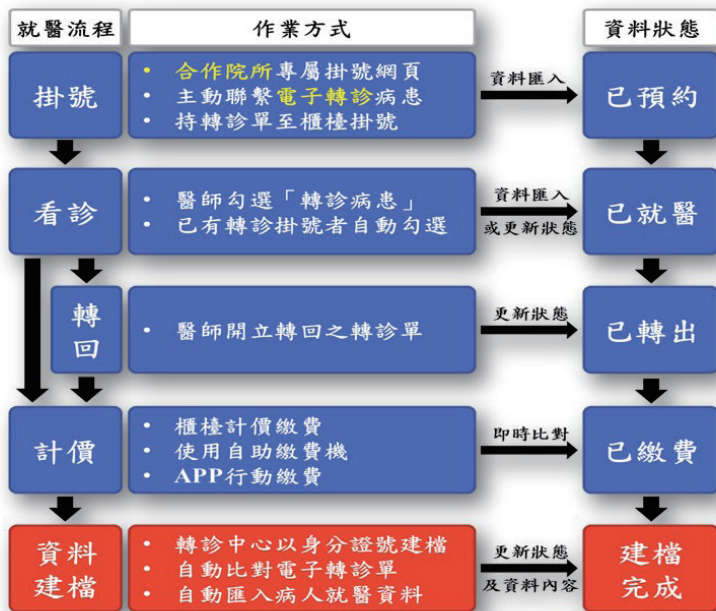 就醫流程
作業方式
資料狀態
掛號
• 合作院所專屬掛號網頁
• 主動聯繫電子轉診病患
• 持轉診單至櫃檯掛號
資料匯入
已預約
看診
• 醫師勾選「轉診病患」
• 已有轉診掛號者自動勾選
資料匯入
或更新狀態
已就醫
轉
回
• 醫師開立轉回之轉診單
更新狀態
已轉出
計價
• 櫃檯計價繳費
• 使用自助繳費機
• APP行動繳費
即時比對
已繳費
資料
建檔
• 轉診中心以身分證號建檔
• 自動比對電子轉診單
• 自動匯入病人就醫資料
更新狀態
及資料內容
建檔
完成